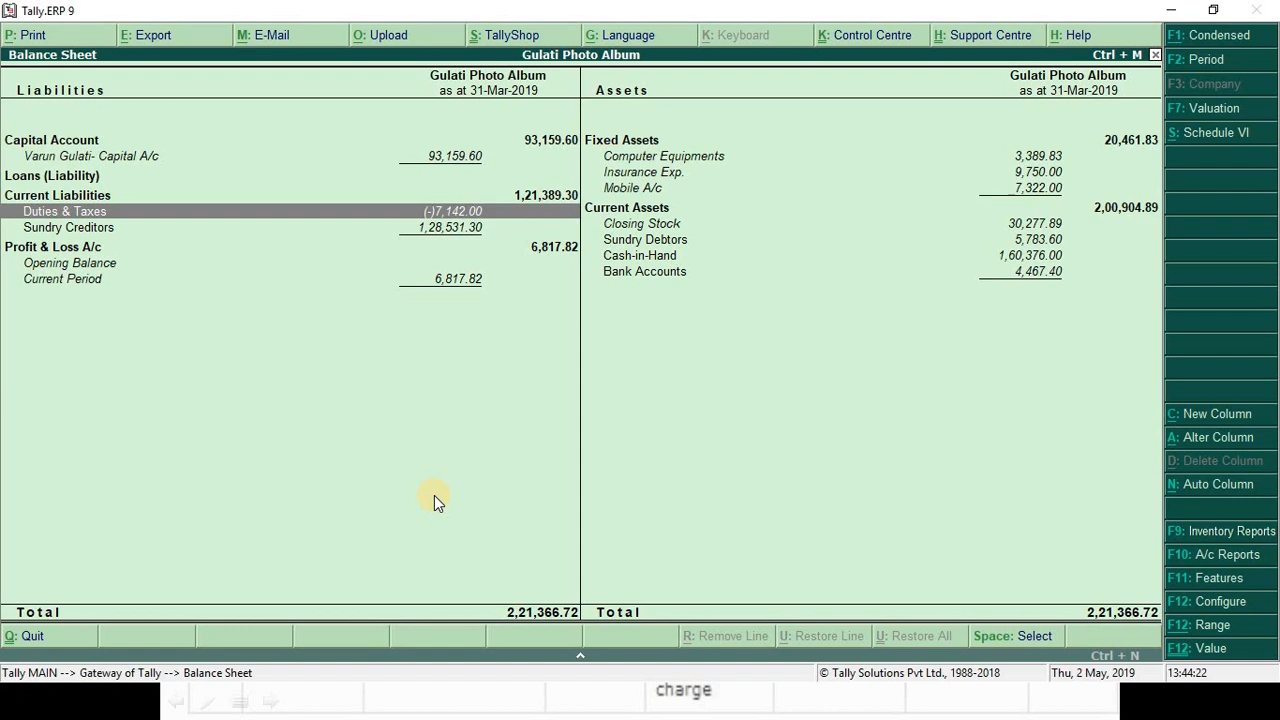 Tally.ERP 9
P: Print E: Export M: E-Mail O: Upload S: TallyShop G: Language K: Keyboard K: Control Centre H: Support Centre H: Help
Balance Sheet Gulati Photo Album Ctrl + M
Liabilities Gulati Photo Album as at 31-Mar-2019
Capital Account 93,159.60
Varun Gulati- Capital A/c 93,159.60
Loans (Liability)
Current Liabilities 1,21,389.30
Duties & Taxes (-)7,142.00
Sundry Creditors 1,28,531.30
Profit & Loss A/c 6,817.82
Opening Balance
Current Period 6,817.82
Total 2,21,366.72
Assets Gulati Photo Album as at 31-Mar-2019
Fixed Assets 20,461.83
Computer Equipments 3,389.83
Insurance Exp. 9,750.00
Mobile A/c 7,322.00
Current Assets 2,00,904.89
Closing Stock 30,277.89
Sundry Debtors 5,783.60
Cash-in-Hand 1,60,376.00
Bank Accounts 4,467.40
Total 2,21,366.72
F1: Condensed
F2: Period
F3: Company
F7: Valuation
S: Schedule VI
C: New Column
A: Alter Column
D: Delete Column
N: Auto Column
F9: Inventory Reports
F10: A/c Reports
F11: Features
F12: Configure
F12: Range
F12: Value
Q: Quit R: Remove Line U: Restore Line U: Restore All Space: Select
Ctrl + N
Tally MAIN --> Gateway of Tally --> Balance Sheet © Tally Solutions Pvt Ltd., 1988-2018 Thu, 2 May, 2019 13:44:22
charge